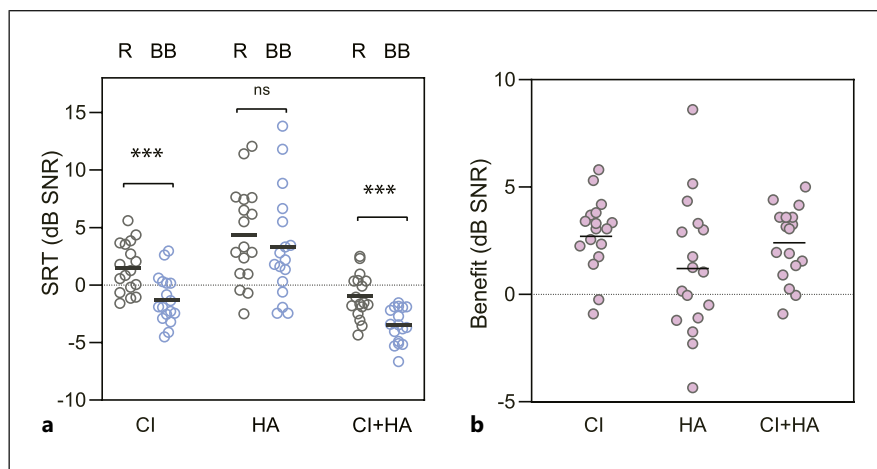 R BB R BB R BB
15
10
5
0
-5
-10
SRT (dB SNR)
*** ns ***
CI HA CI+HA
a
10
5
0
-5
Benefit (dB SNR)
CI HA CI+HA
b